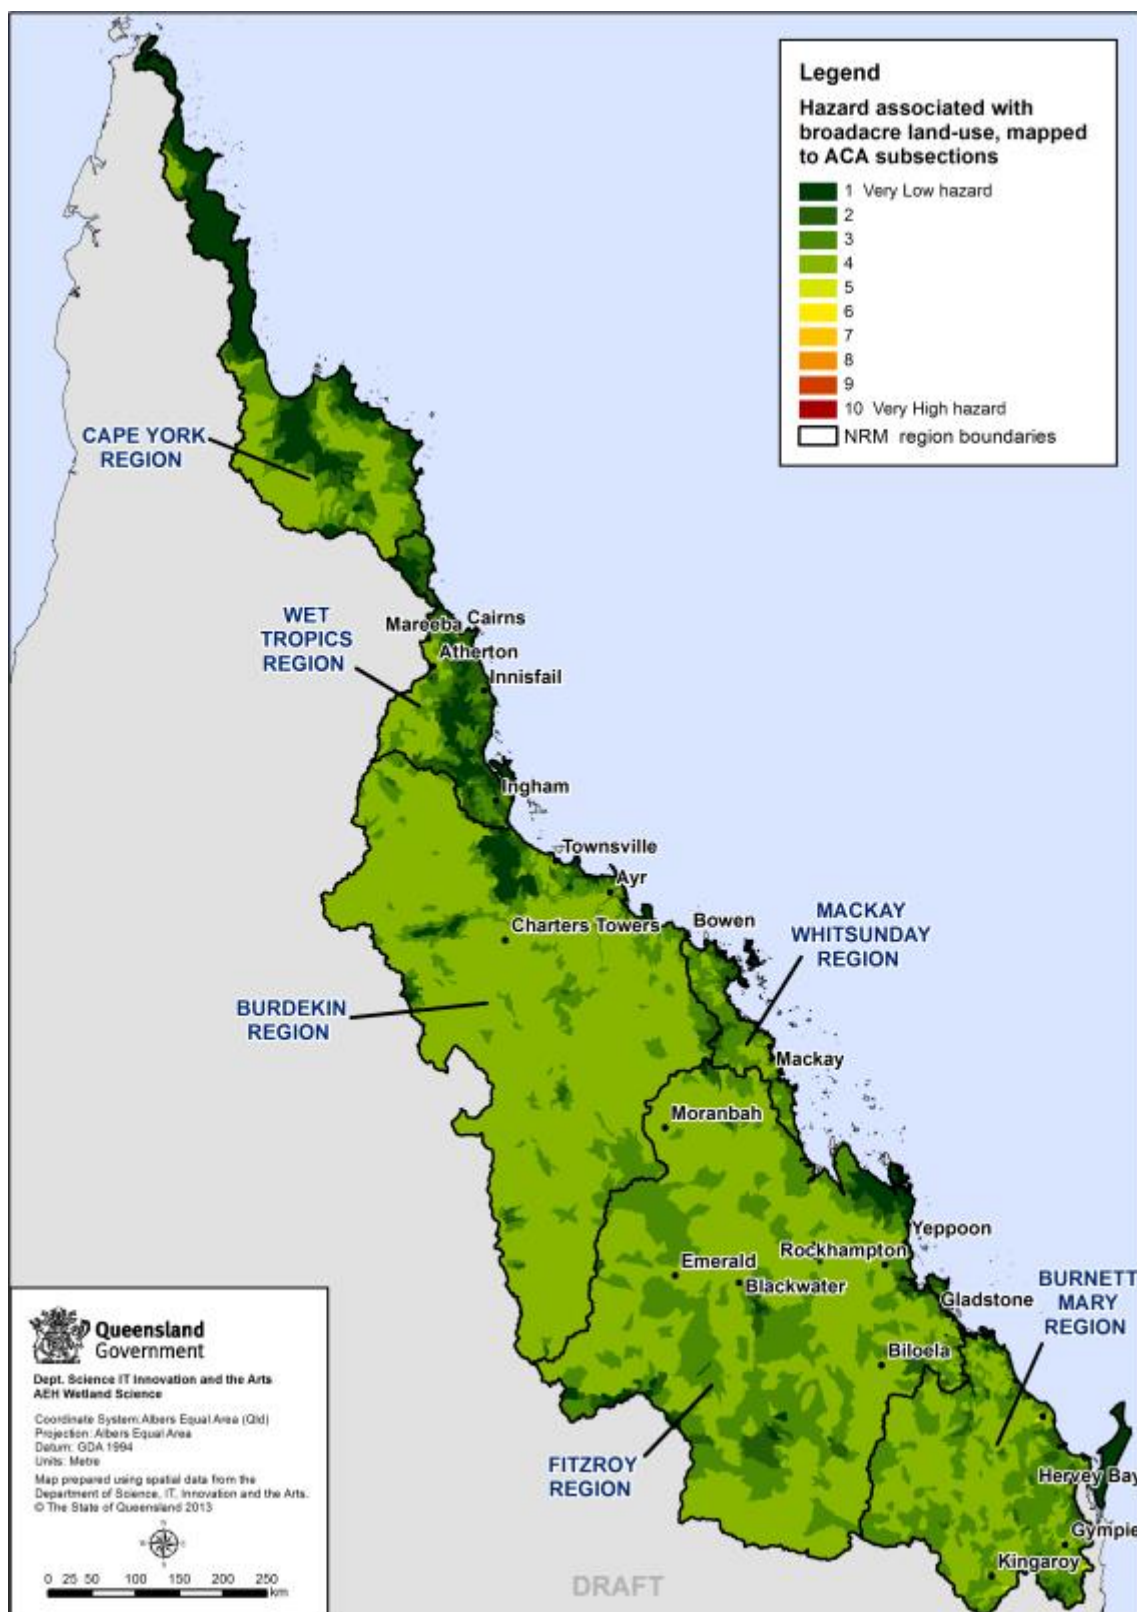 Legend
Hazard associated with
broadacre land-use, mapped
to ACA subsections
1 Very Low hazard
2
3
4
5
6
7
8
9
10 Very High hazard
NRM region boundaries
CAPE YORK
REGION
WET
TROPICS
REGION
Mareeba
Cairns
Atherton
Innisfail
Ingham
Townsville
Ayr
Charters Towers
Bowen
MACKAY
WHITSUNDAY
REGION
BURDEKIN
REGION
Mackay
Moranbah
Yeppoon
Rockhampton
Emerald
Blackwater
Gladstone
BURNETT
MARY
REGION
Biloela
FITZROY
REGION
Hervey Bay
Gympie
Kingaroy
Queensland
Government
Dept. Science IT Innovation and the Arts
AEH Wetland Science
Coordinate System: Albers Equal Area (Qld)
Projection: Albers Equal Area
Datum: GDA 1994
Units: Metre
Map prepared using spatial data from the
Department of Science, IT, Innovation and the Arts.
© The State of Queensland 2013
N
0 25 50 100 150 200 250
km
DRAFT